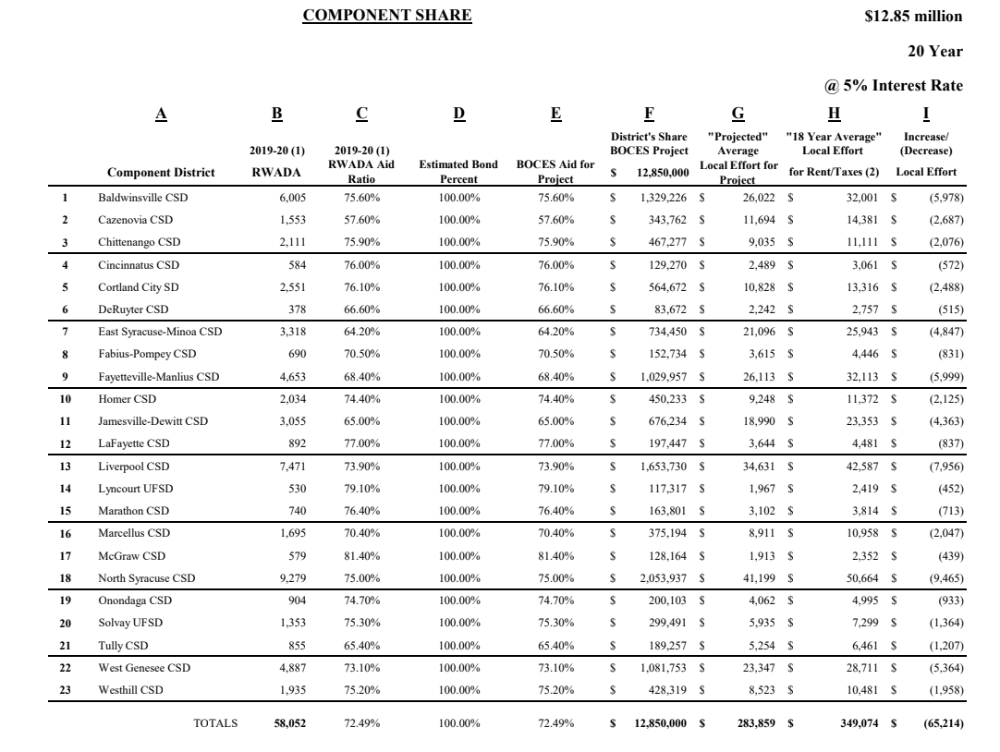 COMPONENT SHARE $12.85 million
20 Year
@ 5% Interest Rate
A B C D E F G H I
District's Share "Projected" "18 Year Average" Increase/
2019-20 (1) 2019-20 (1) BOCES Project Average Local Effort (Decrease)
RWADA Aid Estimated Bond BOCES Aid for Local Effort for
Component District RWADA Ratio Percent Project $ 12,850,000 Project for Rent/Taxes (2) Local Effort
1 Baldwinsville CSD 6,005 75.60% 100.00% 75.60% $ 1,329,226 $ 26,022 $ 32,001 $ (5,978)
2 Cazenovia CSD 1,553 57.60% 100.00% 57.60% $ 343,762 $ 11,694 $ 14,381 $ (2,687)
3 Chittenango CSD 2,111 75.90% 100.00% 75.90% $ 467,277 $ 9,035 $ 11,111 $ (2,076)
4 Cincinnatus CSD 584 76.00% 100.00% 76.00% $ 129,270 $ 2,489 $ 3,061 $ (572)
5 Cortland City SD 2,551 76.10% 100.00% 76.10% $ 564,672 $ 10,828 $ 13,316 $ (2,488)
6 DeRuyter CSD 378 66.60% 100.00% 66.60% $ 83,672 $ 2,242 $ 2,757 $ (515)
7 East Syracuse-Minoa CSD 3,318 64.20% 100.00% 64.20% $ 734,450 $ 21,096 $ 25,943 $ (4,847)
8 Fabius-Pompey CSD 690 70.50% 100.00% 70.50% $ 152,734 $ 3,615 $ 4,446 $ (831)
9 Fayetteville-Manlius CSD 4,653 68.40% 100.00% 68.40% $ 1,029,957 $ 26,113 $ 32,113 $ (5,999)
10 Homer CSD 2,034 74.40% 100.00% 74.40% $ 450,233 $ 9,248 $ 11,372 $ (2,125)
11 Jamesville-Dewitt CSD 3,055 65.00% 100.00% 65.00% $ 676,234 $ 18,990 $ 23,353 $ (4,363)
12 LaFayette CSD 892 77.00% 100.00% 77.00% $ 197,447 $ 3,644 $ 4,481 $ (837)
13 Liverpool CSD 7,471 73.90% 100.00% 73.90% $ 1,653,730 $ 34,631 $ 42,587 $ (7,956)
14 Lyncourt UFSD 530 79.10% 100.00% 79.10% $ 117,317 $ 1,967 $ 2,419 $ (452)
15 Marathon CSD 740 76.40% 100.00% 76.40% $ 163,801 $ 3,102 $ 3,814 $ (713)
16 Marcellus CSD 1,695 70.40% 100.00% 70.40% $ 375,194 $ 8,911 $ 10,958 $ (2,047)
17 McGraw CSD 579 81.40% 100.00% 81.40% $ 128,164 $ 1,913 $ 2,352 $ (439)
18 North Syracuse CSD 9,279 75.00% 100.00% 75.00% $ 2,053,937 $ 41,199 $ 50,664 $ (9,465)
19 Onondaga CSD 904 74.70% 100.00% 74.70% $ 200,103 $ 4,062 $ 4,995 $ (933)
20 Solvay UFSD 1,353 75.30% 100.00% 75.30% $ 299,491 $ 5,935 $ 7,299 $ (1,364)
21 Tully CSD 855 65.40% 100.00% 65.40% $ 189,257 $ 5,254 $ 6,461 $ (1,207)
22 West Genesee CSD 4,887 73.10% 100.00% 73.10% $ 1,081,753 $ 23,347 $ 28,711 $ (5,364)
23 Westhill CSD 1,935 75.20% 100.00% 75.20% $ 428,319 $ 8,523 $ 10,481 $ (1,958)
TOTALS 58,052 72.49% 100.00% 72.49% $ 12,850,000 $ 283,859 $ 349,074 $ (65,214)